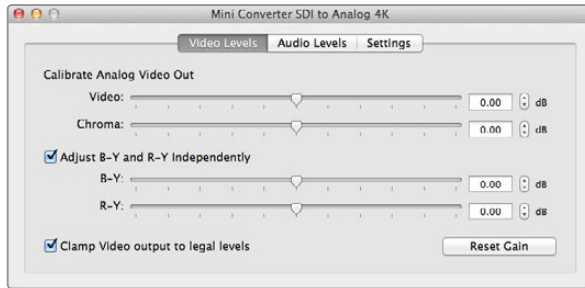 Mini Converter SDI to Analog 4K
Video Levels Audio Levels Settings
Calibrate Analog Video Out
Video: 0.00 dB
Chroma: 0.00 dB
Adjust B-Y and R-Y Independently
B-Y: 0.00 dB
R-Y: 0.00 dB
Clamp Video output to legal levels Reset Gain